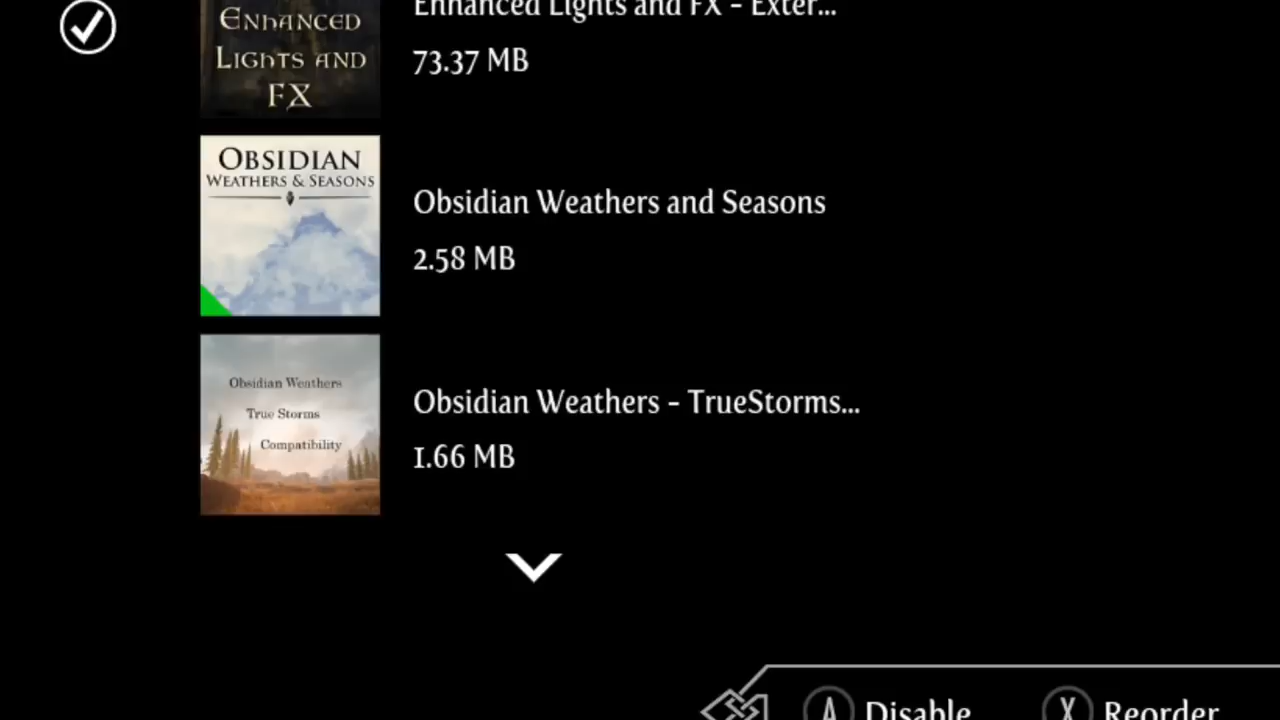 Enhanced Lights and FX - Exter...
ENHANCED
LIGHTS AND
FX
73.37 MB
OBSIDIAN
WEATHERS & SEASONS
Obsidian Weathers and Seasons
2.58 MB
Obsidian Weathers
True Storms
Compatibility
Obsidian Weathers - TrueStorms...
1.66 MB
A Disable X Reorder